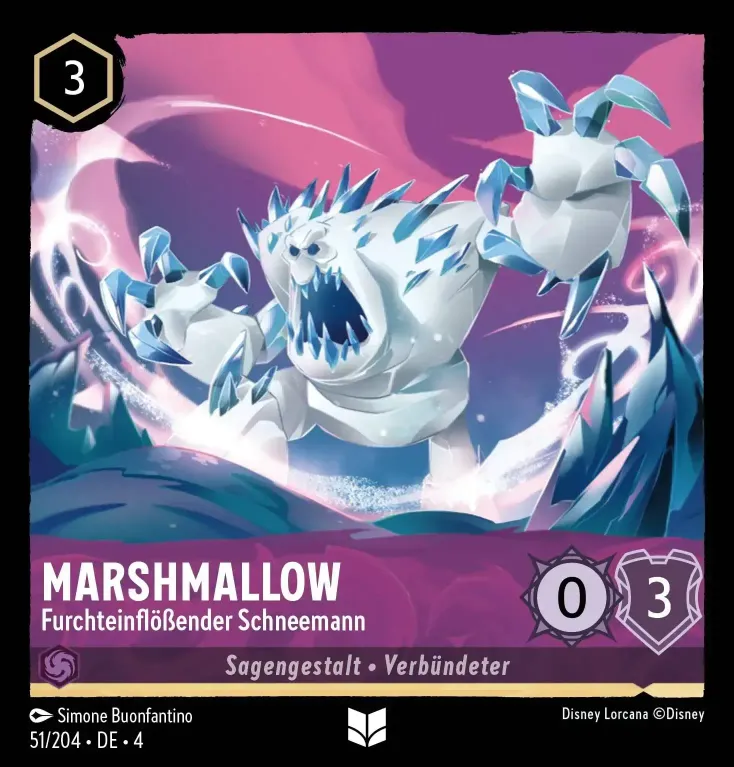 3
MARSHMALLOW
Furchteinflößender Schneemann
0
3
Sagengestalt • Verbündeter
Simone Buonfantino
Disney Lorcana ©Disney
51/204 • DE • 4